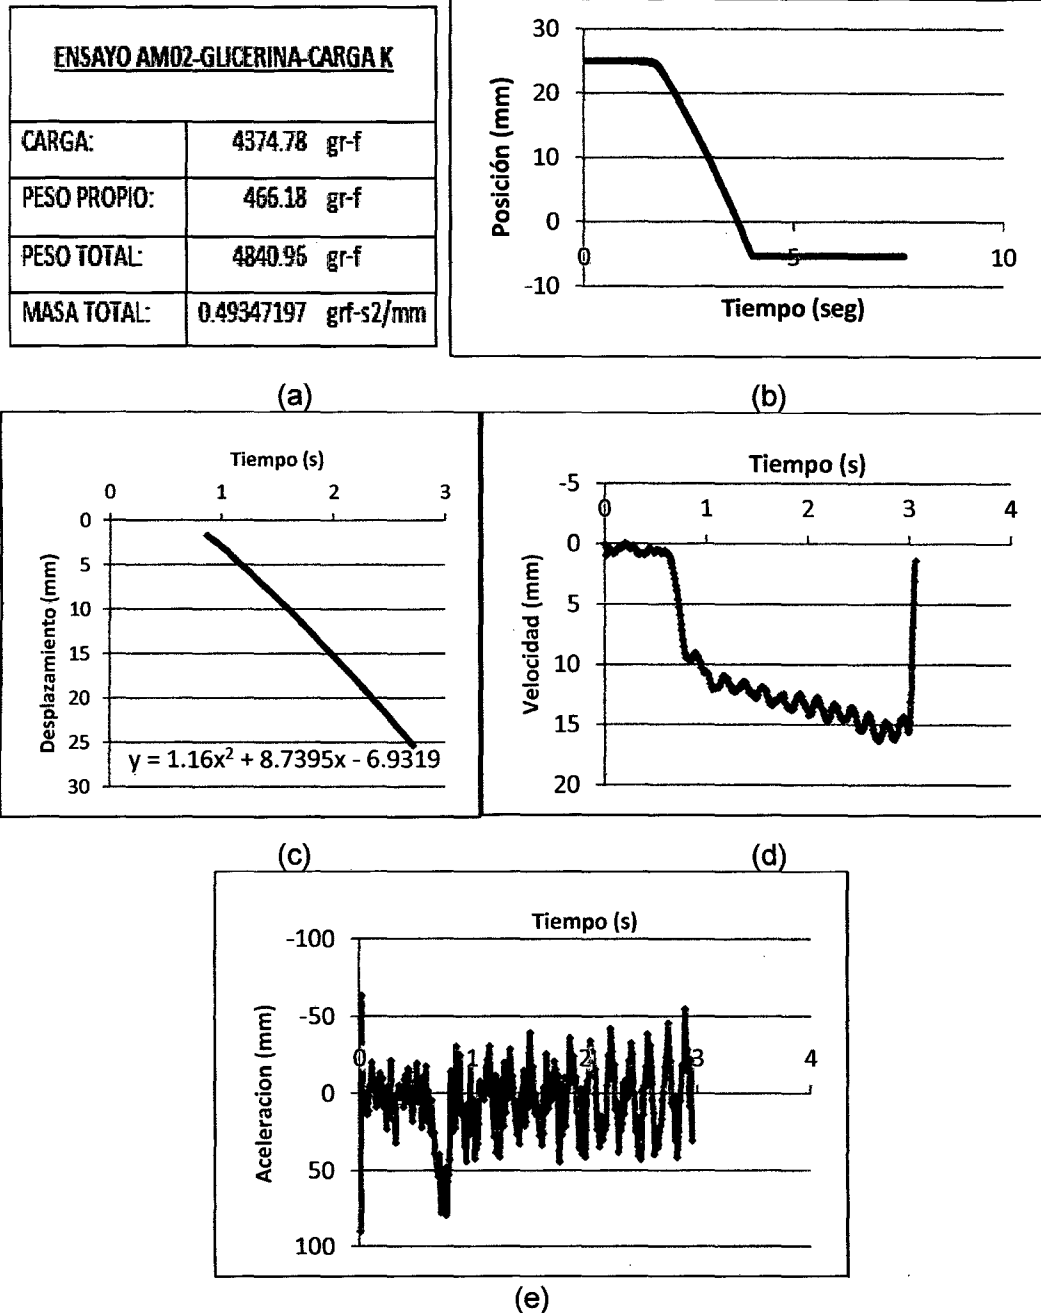 ENSAYO AM02-GLICERINA-CARGA K
CARGA: 4374.78 gr-f
PESO PROPIO: 466.18 gr-f
PESO TOTAL: 4840.96 gr-f
MASA TOTAL: 0.49347197 grf-s2/mm
(a)
30
20
10
0
-10
0 5 10
Posición (mm)
Tiempo (seg)
(b)
Tiempo (s)
0 1 2 3
0
5
10
15
20
25
30
Desplazamiento (mm)
y = 1.16x² + 8.7395x - 6.9319
(c)
Tiempo (s)
-5
0 1 2 3 4
0
5
10
15
20
Velocidad (mm)
(d)
Tiempo (s)
-100
-50
0 1 2 3 4
0
50
100
Aceleracion (mm)
(e)